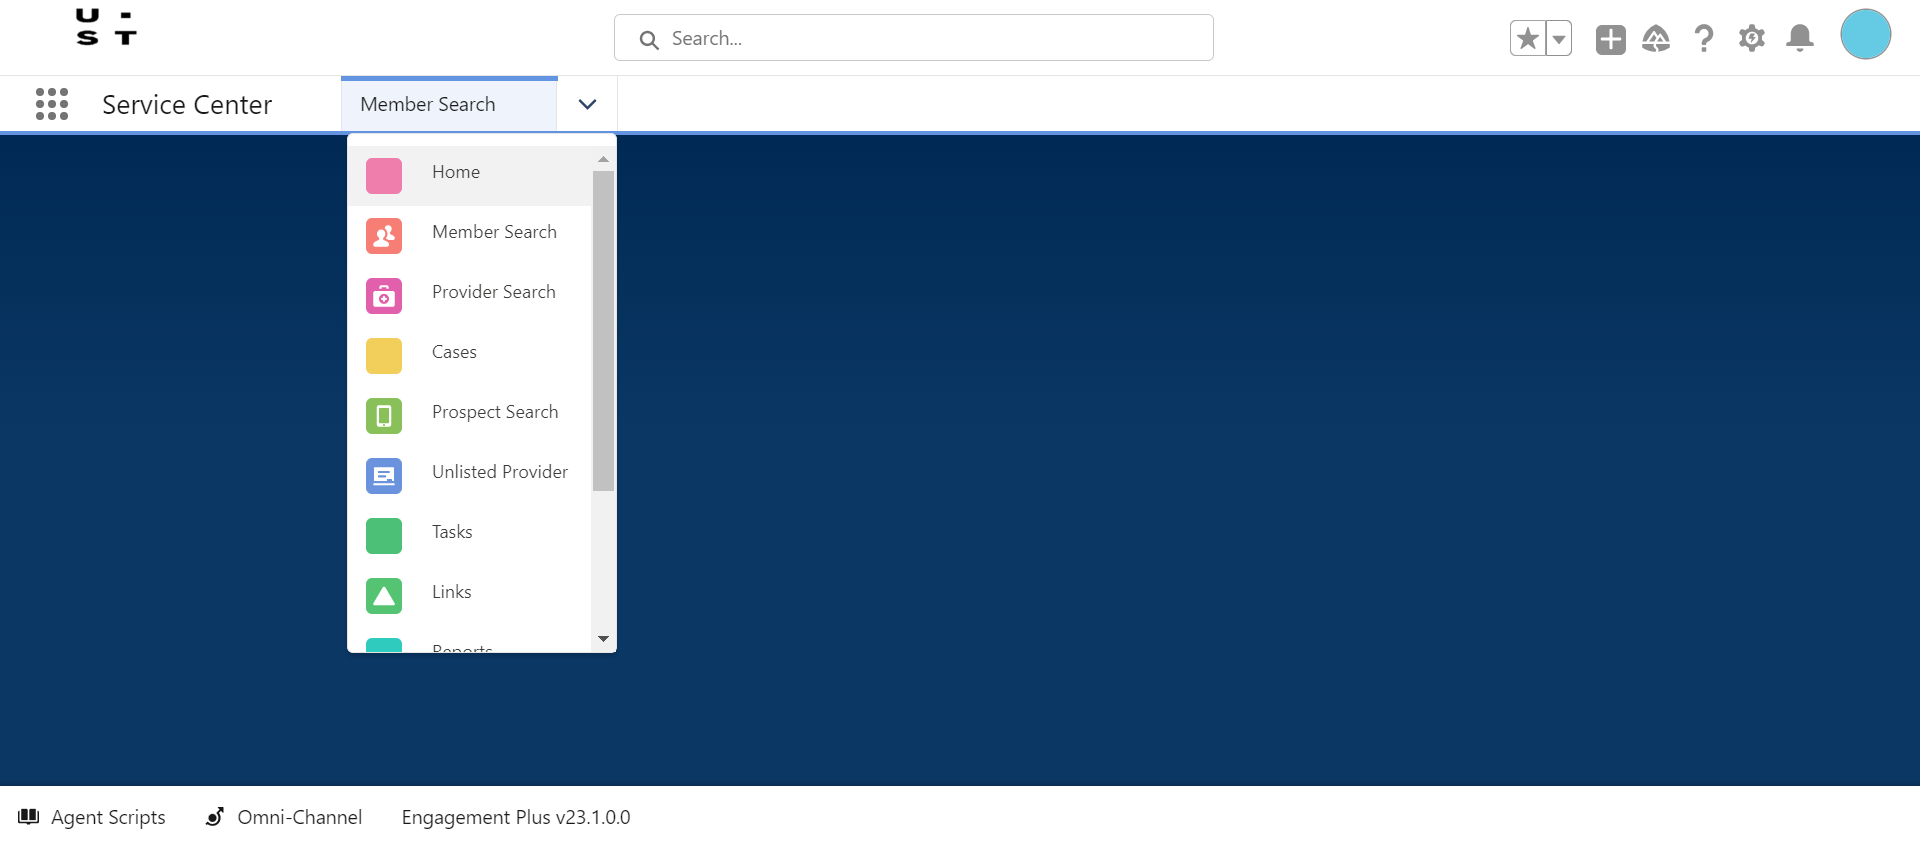 U -
S T
Search...
Service Center
Member Search
Home
Member Search
Provider Search
Cases
Prospect Search
Unlisted Provider
Tasks
Links
Reports
Agent Scripts
Omni-Channel
Engagement Plus v23.1.0.0